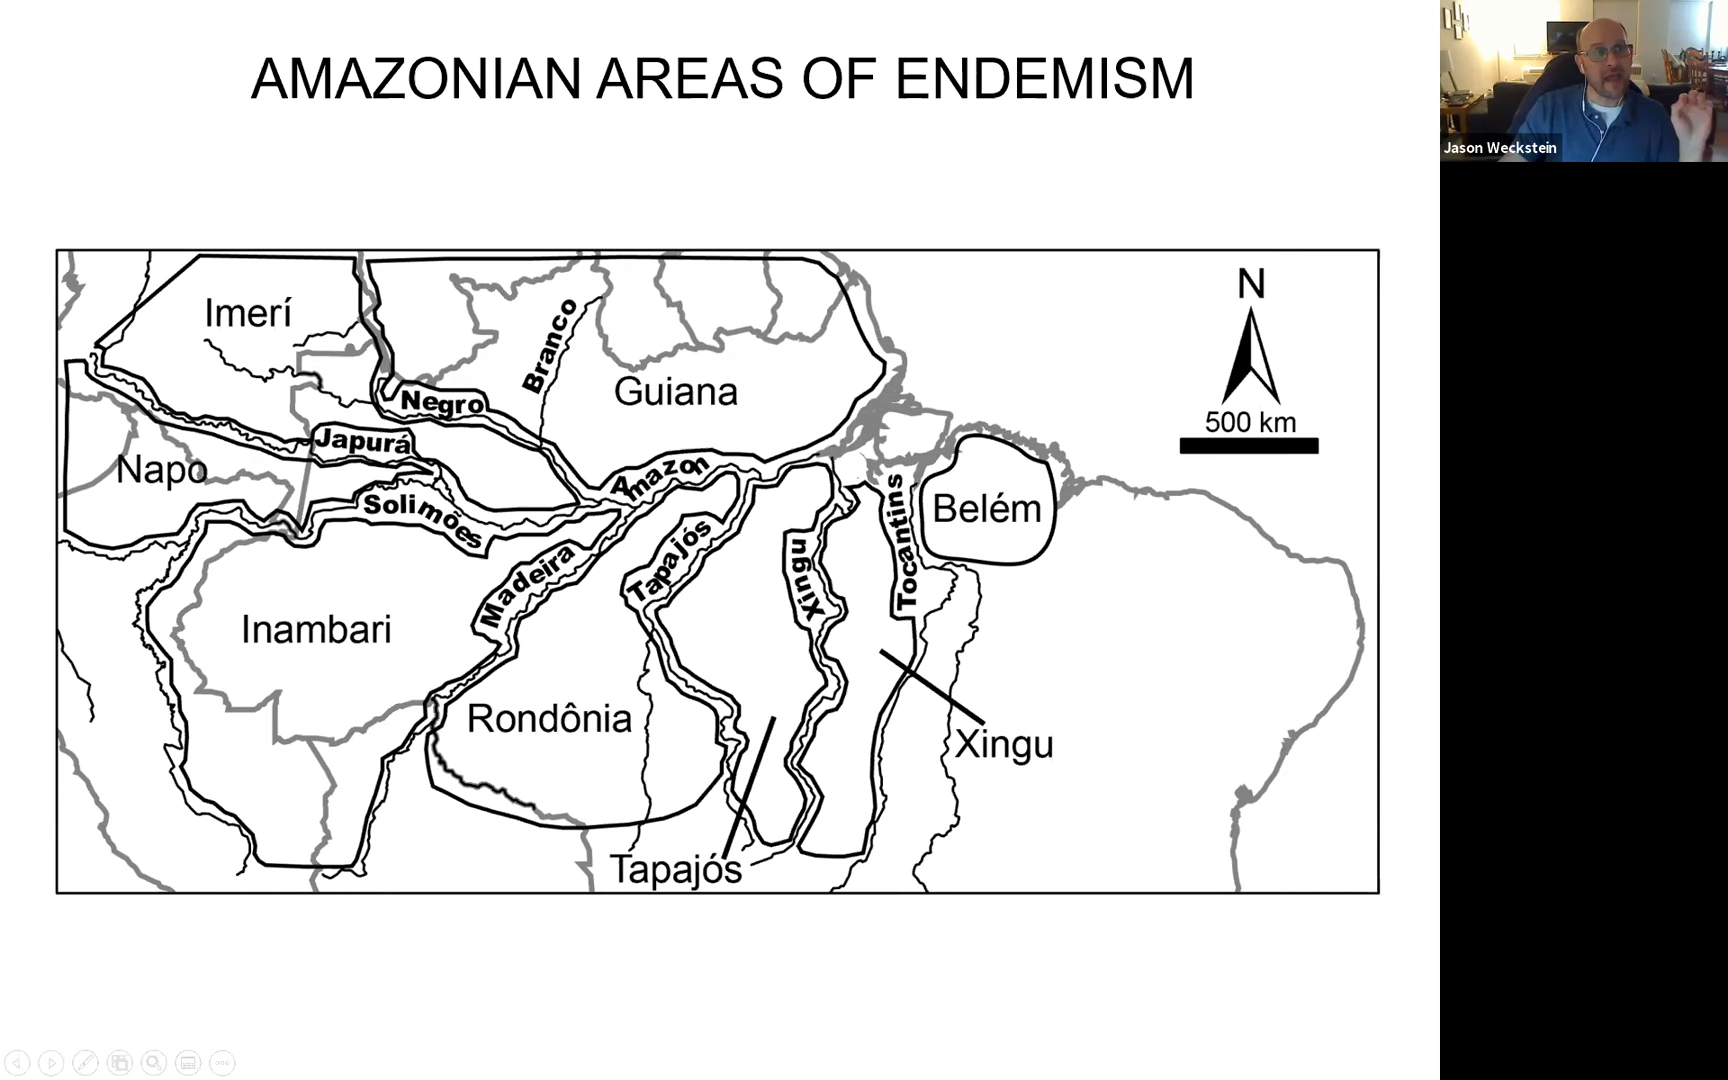 AMAZONIAN AREAS OF ENDEMISM
Jason Weckstein
N
500 km
Imerí
Branco
Guiana
Negro
Japurá
Napo
Amazon
Solimões
Belém
Tocantins
Tapajós
Xingu
Madeira
Inambari
Rondônia
Xingu
Tapajós